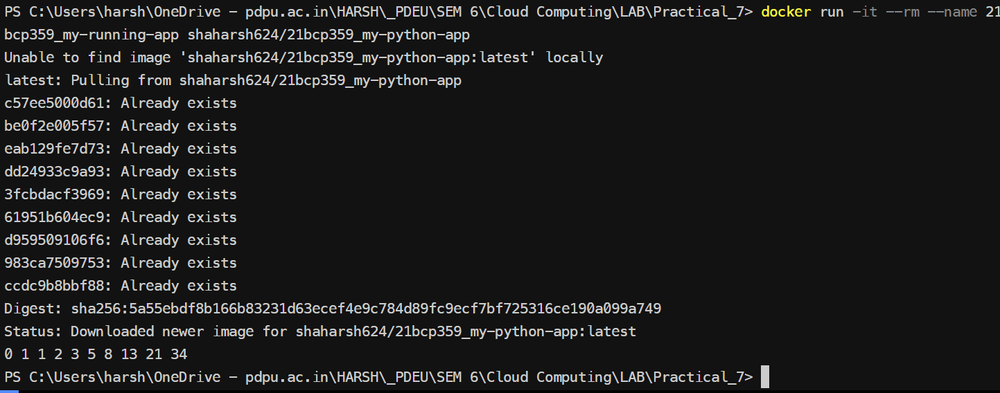 PS C:\Users\harsh\OneDrive - pdpu.ac.in\HARSH\_PDEU\SEM 6\Cloud Computing\LAB\Practical_7> docker run -it --rm --name 21
bcp359_my-running-app shaharsh624/21bcp359_my-python-app
Unable to find image 'shaharsh624/21bcp359_my-python-app:latest' locally
latest: Pulling from shaharsh624/21bcp359_my-python-app
c57ee5000d61: Already exists
be0f2e005f57: Already exists
eab129fe7d73: Already exists
dd24933c9a93: Already exists
3fcbdacf3969: Already exists
61951b604ec9: Already exists
d959509106f6: Already exists
983ca7509753: Already exists
ccdc9b8bbf88: Already exists
Digest: sha256:5a55ebdf8b166b83231d63ecef4e9c784d89fc9ecf7bf725316ce190a099a749
Status: Downloaded newer image for shaharsh624/21bcp359_my-python-app:latest
0 1 1 2 3 5 8 13 21 34
PS C:\Users\harsh\OneDrive - pdpu.ac.in\HARSH\_PDEU\SEM 6\Cloud Computing\LAB\Practical_7>